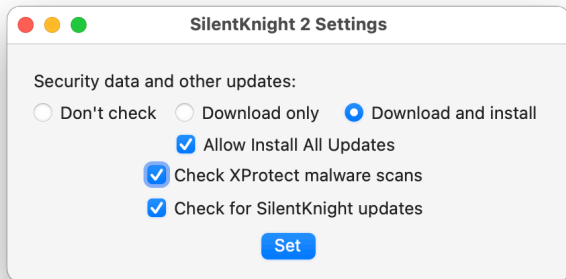 SilentKnight 2 Settings
Security data and other updates:
Don't check Download only Download and install
Allow Install All Updates
Check XProtect malware scans
Check for SilentKnight updates
Set